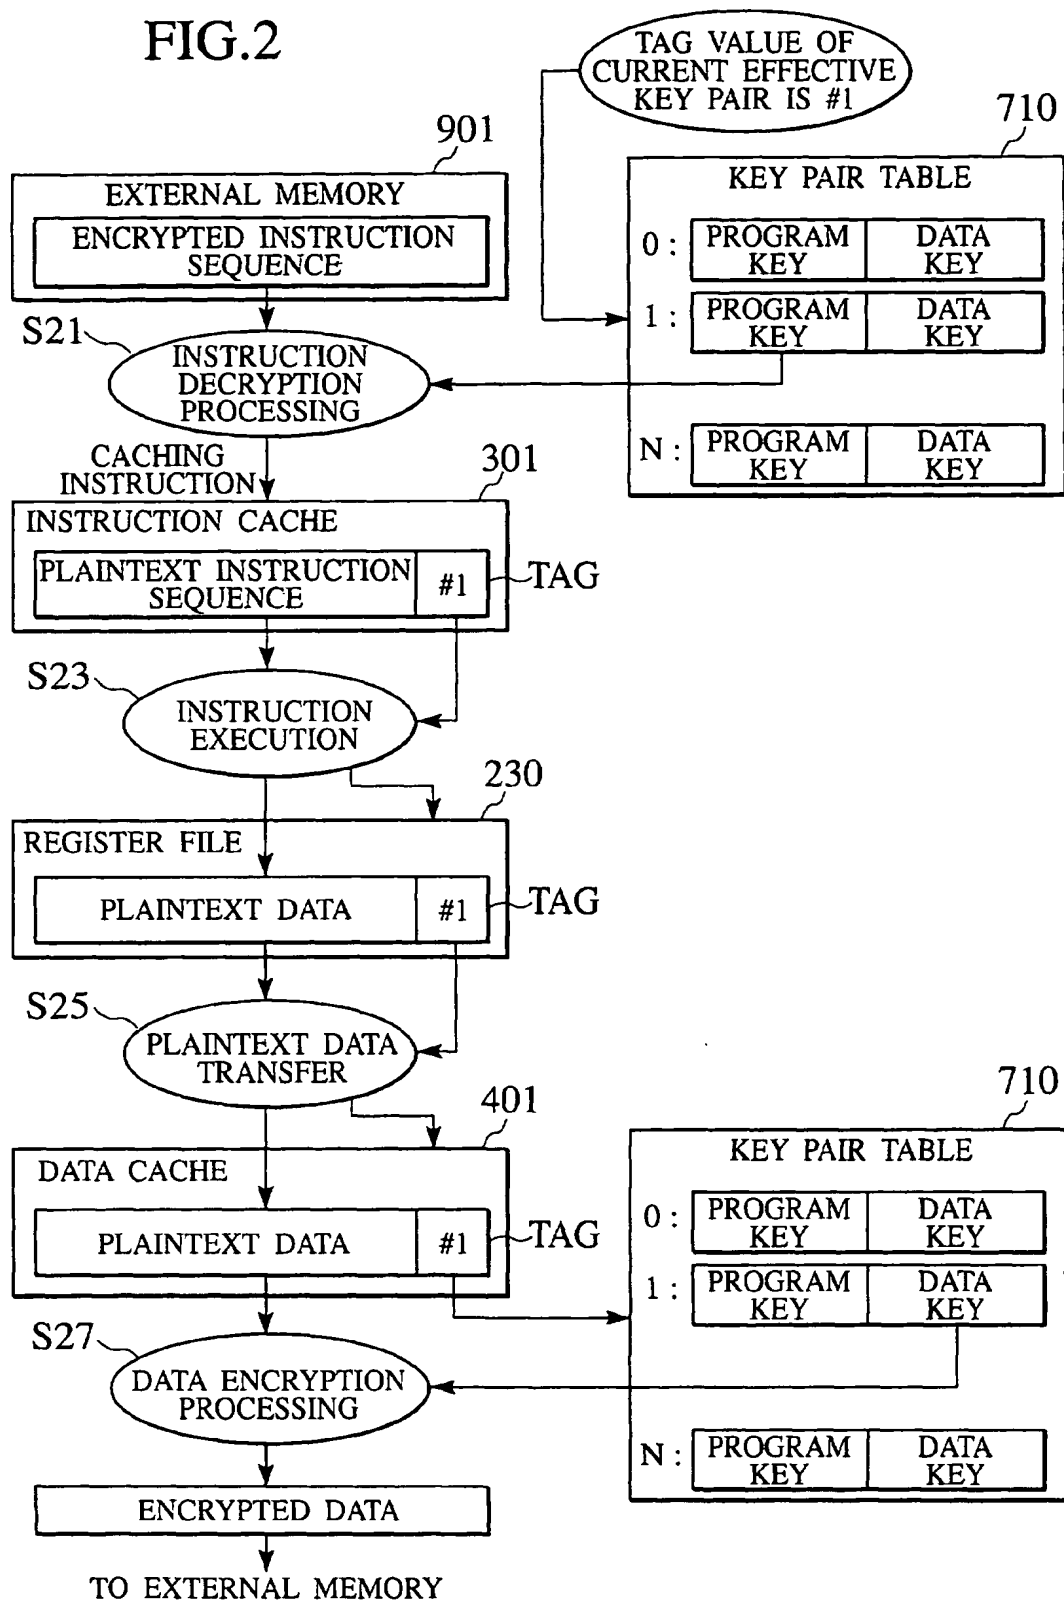 FIG.2
TAG VALUE OF
CURRENT EFFECTIVE
KEY PAIR IS #1
901
EXTERNAL MEMORY
ENCRYPTED INSTRUCTION
SEQUENCE
710
KEY PAIR TABLE
0: PROGRAM KEY DATA KEY
1: PROGRAM KEY DATA KEY
N: PROGRAM KEY DATA KEY
S21
INSTRUCTION
DECRYPTION
PROCESSING
CACHING
INSTRUCTION
301
INSTRUCTION CACHE
PLAINTEXT INSTRUCTION
SEQUENCE
#1
TAG
S23
INSTRUCTION
EXECUTION
230
REGISTER FILE
PLAINTEXT DATA
#1
TAG
S25
PLAINTEXT DATA
TRANSFER
401
DATA CACHE
PLAINTEXT DATA
#1
TAG
710
KEY PAIR TABLE
0: PROGRAM KEY DATA KEY
1: PROGRAM KEY DATA KEY
N: PROGRAM KEY DATA KEY
S27
DATA ENCRYPTION
PROCESSING
ENCRYPTED DATA
TO EXTERNAL MEMORY